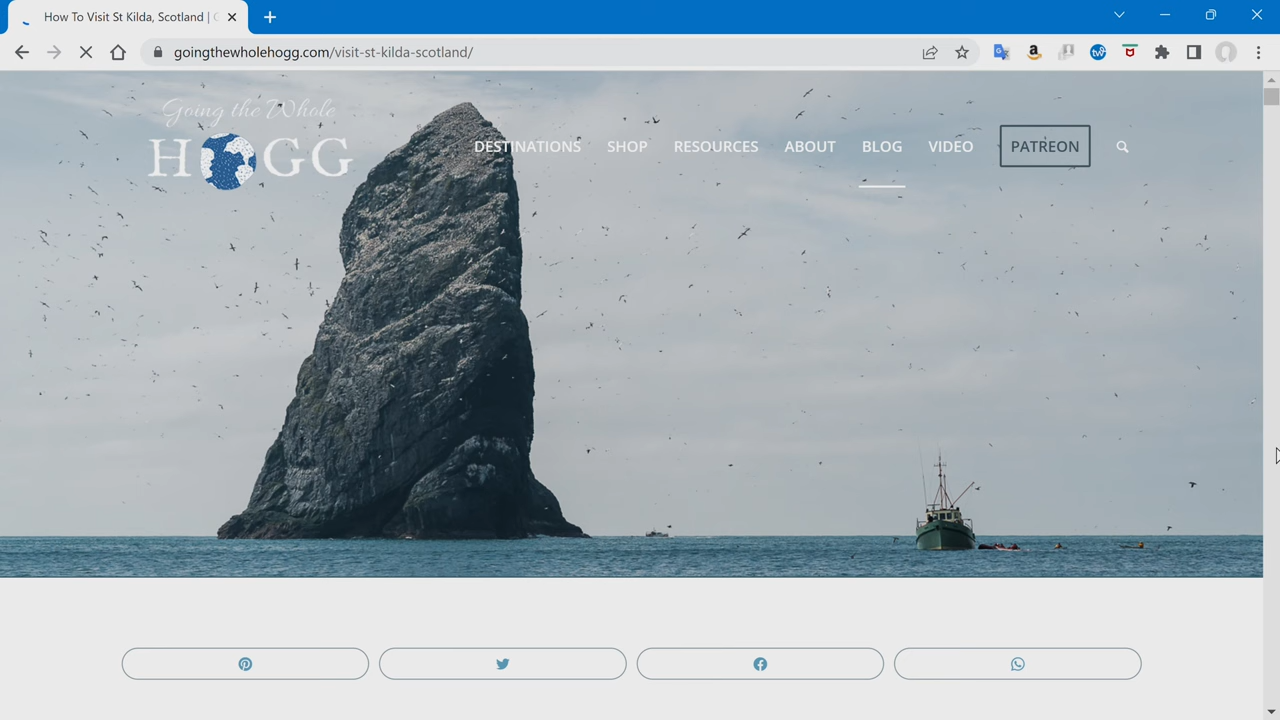 How To Visit St Kilda, Scotland | G
goingthewholehogg.com/visit-st-kilda-scotland/
Going the Whole
HOGG
DESTINATIONS SHOP RESOURCES ABOUT BLOG VIDEO PATREON